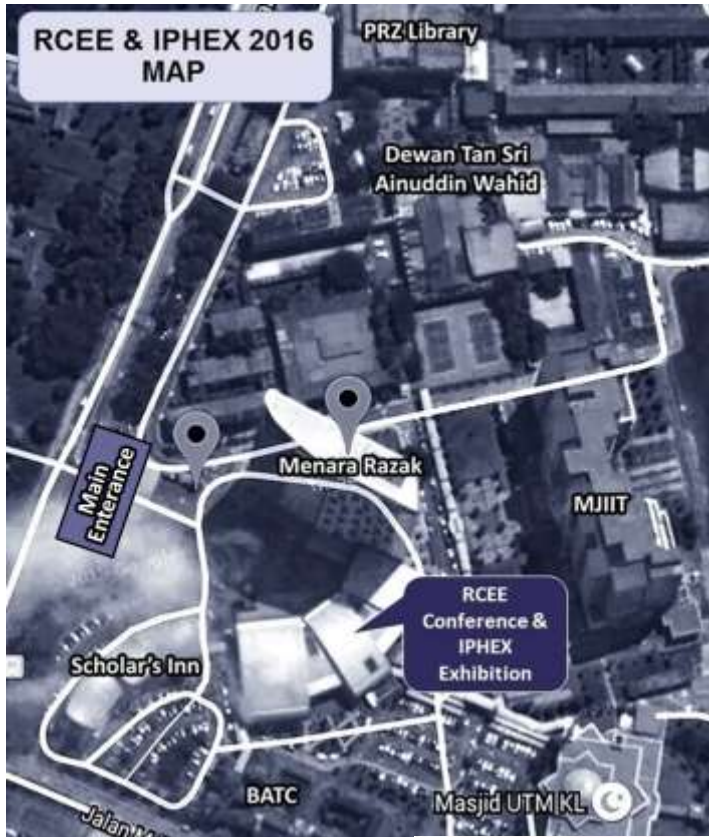 RCEE & IPHEX 2016
MAP
PRZ Library
Dewan Tan Sri
Ainuddin Wahid
Menara Razak
Main
Enterance
MJIIT
RCEE
Conference &
IPHEX
Exhibition
Scholar's Inn
BATC
Masjid UTM KL
Jalan